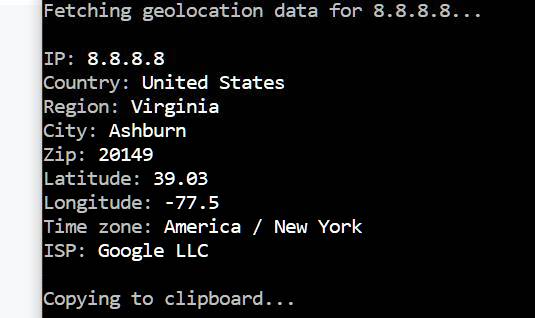 Fetching geolocation data for 8.8.8.8...
IP: 8.8.8.8
Country: United States
Region: Virginia
City: Ashburn
Zip: 20149
Latitude: 39.03
Longitude: -77.5
Time zone: America / New York
ISP: Google LLC
Copying to clipboard...